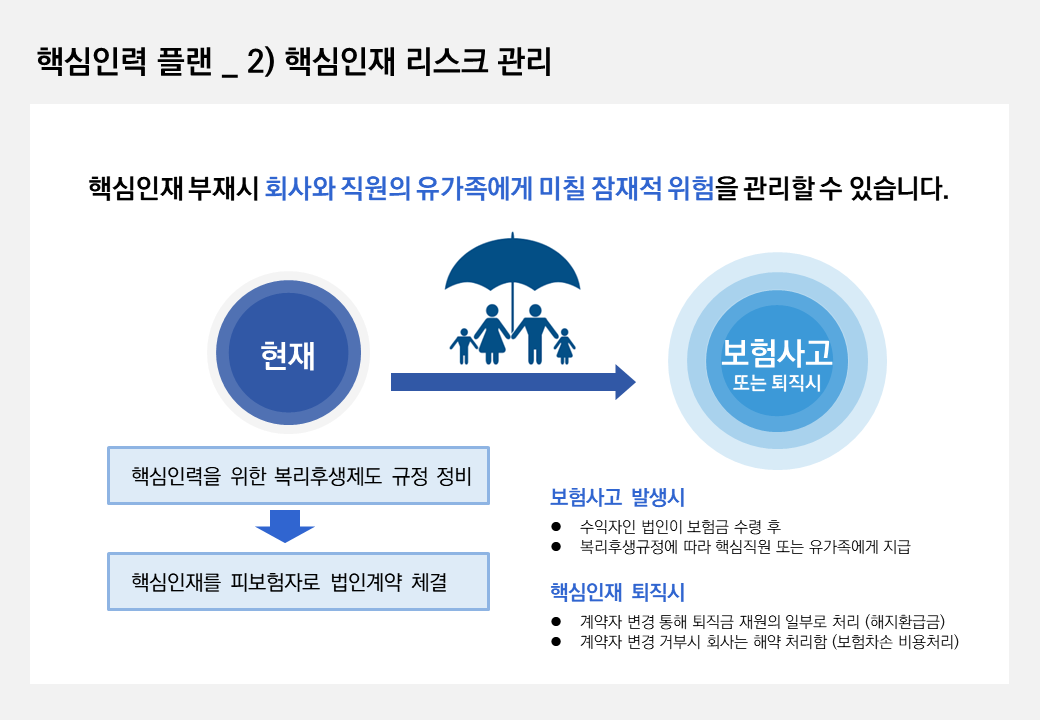 핵심인력 플랜 _ 2) 핵심인재 리스크 관리
핵심인재 부재시 회사와 직원의 유가족에게 미칠 잠재적 위험을 관리할 수 있습니다.
현재
보험사고
또는 퇴직시
핵심인력을 위한 복리후생제도 규정 정비
핵심인재를 피보험자로 법인계약 체결
보험사고 발생시
● 수익자인 법인이 보험금 수령 후
● 복리후생규정에 따라 핵심직원 또는 유가족에게 지급
핵심인재 퇴직시
● 계약자 변경 통해 퇴직금 재원의 일부로 처리 (해지환급금)
● 계약자 변경 거부시 회사는 해약 처리함 (보험차손 비용처리)